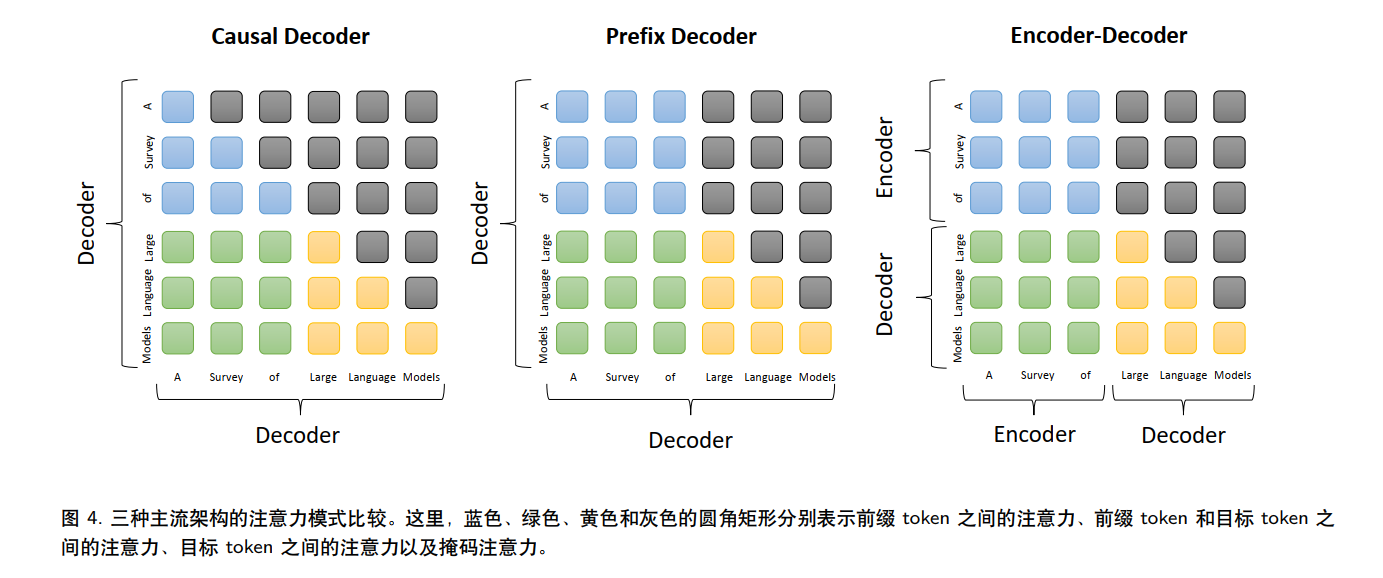 Causal Decoder
Prefix Decoder
Encoder-Decoder
Decoder
A
Survey
of
Large
Language
Models
A Survey of Large Language Models
Decoder
Decoder
A
Survey
of
Large
Language
Models
A Survey of Large Language Models
Decoder
Encoder
Decoder
A
Survey
of
Large
Language
Models
A Survey of Large Language Models
Encoder
Decoder
图 4. 三种主流架构的注意力模式比较。这里，蓝色、绿色、黄色和灰色的圆角矩形分别表示前缀 token 之间的注意力、前缀 token 和目标 token 之
间的注意力、目标 token 之间的注意力以及掩码注意力。